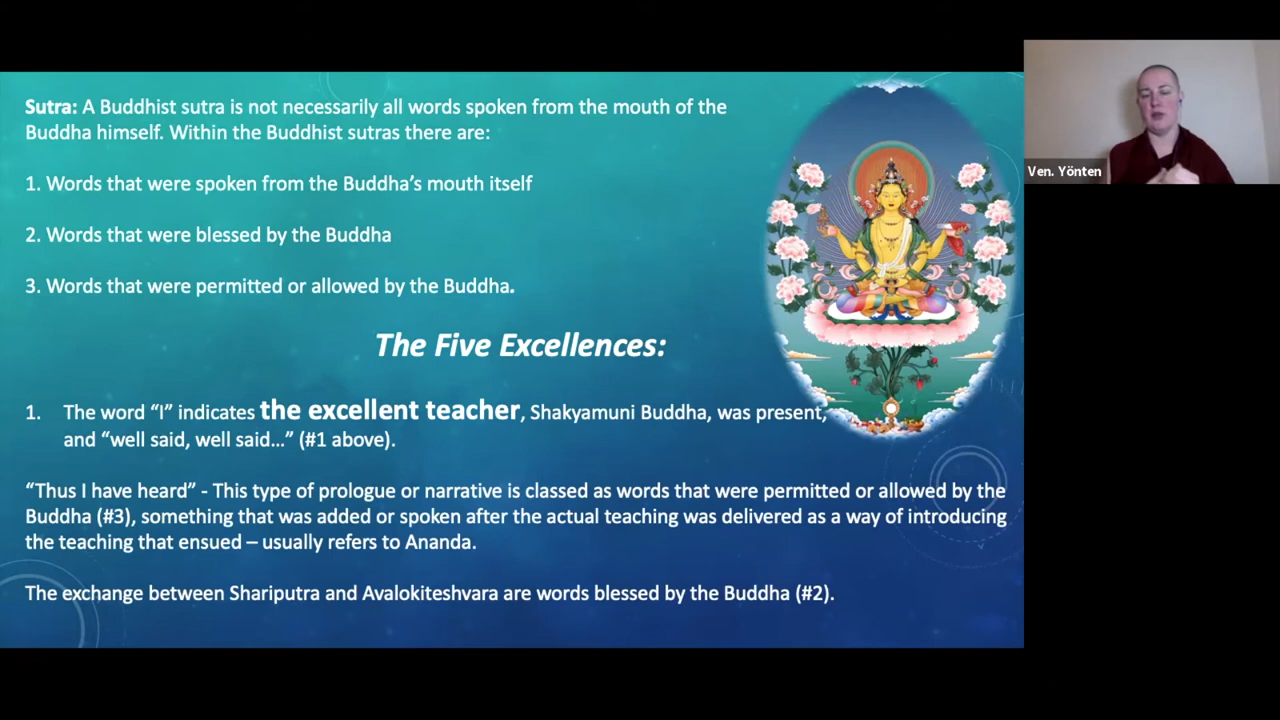 Sutra: A Buddhist sutra is not necessarily all words spoken from the mouth of the
Buddha himself. Within the Buddhist sutras there are:
1. Words that were spoken from the Buddha’s mouth itself
2. Words that were blessed by the Buddha
3. Words that were permitted or allowed by the Buddha.
The Five Excellences:
1. The word “I” indicates the excellent teacher, Shakyamuni Buddha, was present,
and “well said, well said…” (#1 above).
“Thus I have heard” - This type of prologue or narrative is classed as words that were permitted or allowed by the
Buddha (#3), something that was added or spoken after the actual teaching was delivered as a way of introducing
the teaching that ensued – usually refers to Ananda.
The exchange between Shariputra and Avalokiteshvara are words blessed by the Buddha (#2).
Ven. Yönten